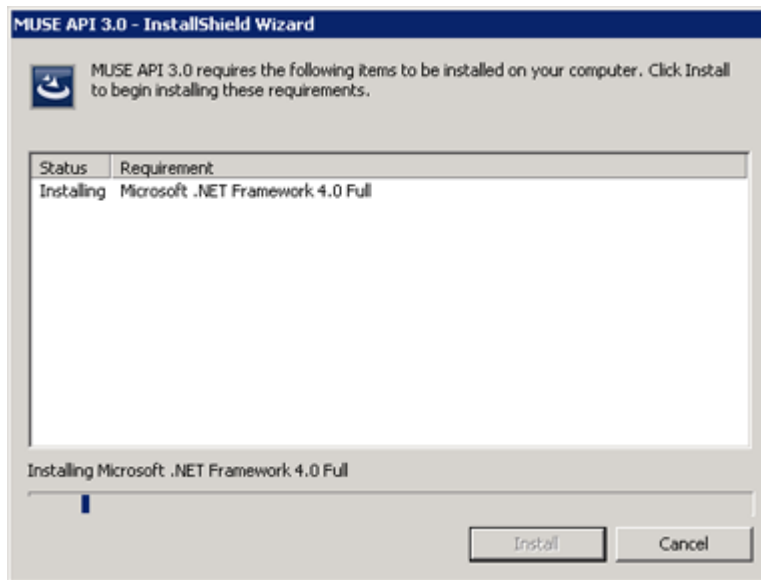 MUSE API 3.0 - InstallShield Wizard
MUSE API 3.0 requires the following items to be installed on your computer. Click Install
to begin installing these requirements.
Status Requirement
Installing Microsoft .NET Framework 4.0 Full
Installing Microsoft .NET Framework 4.0 Full
Install Cancel